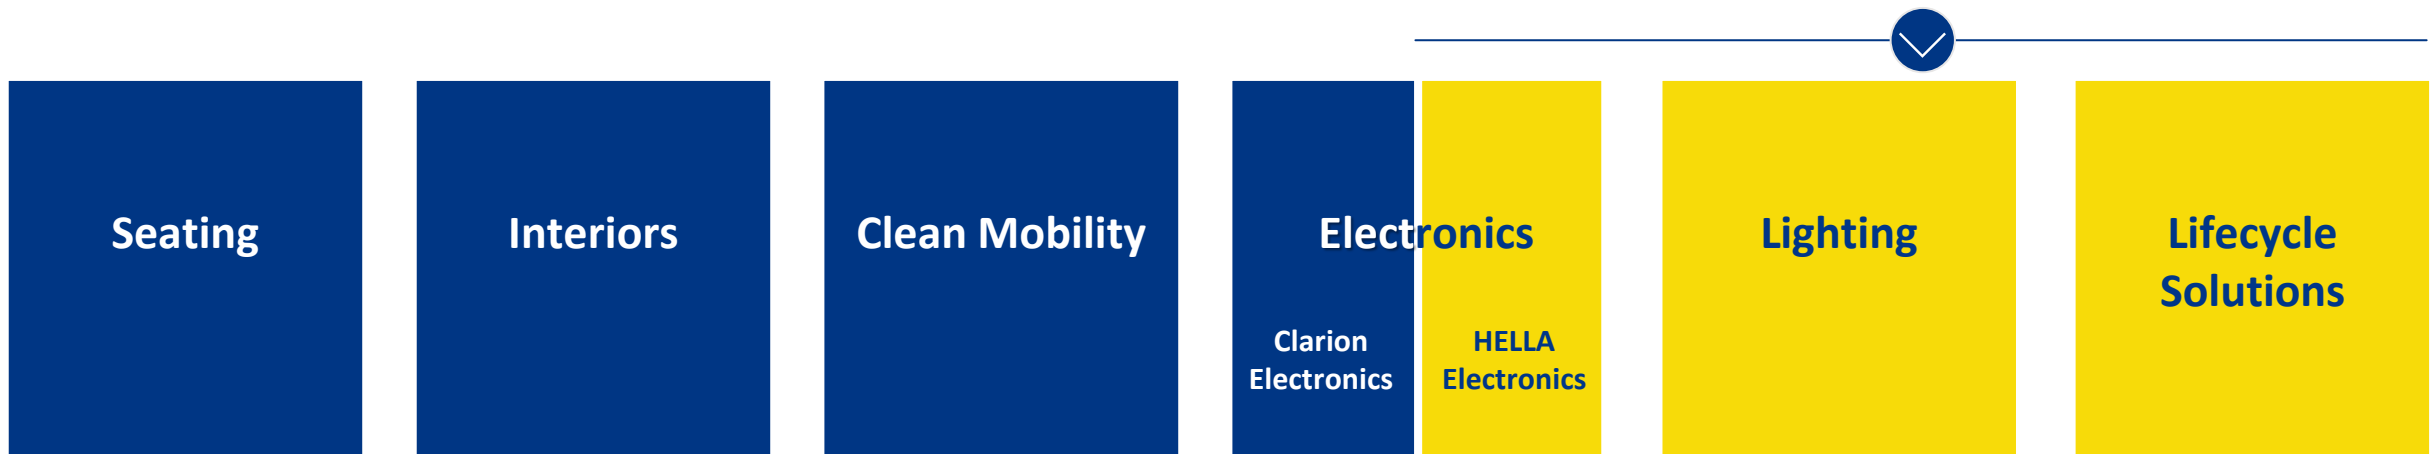 Seating
Interiors
Clean Mobility
Electronics
Clarion
Electronics
HELLA
Electronics
Lighting
Lifecycle
Solutions